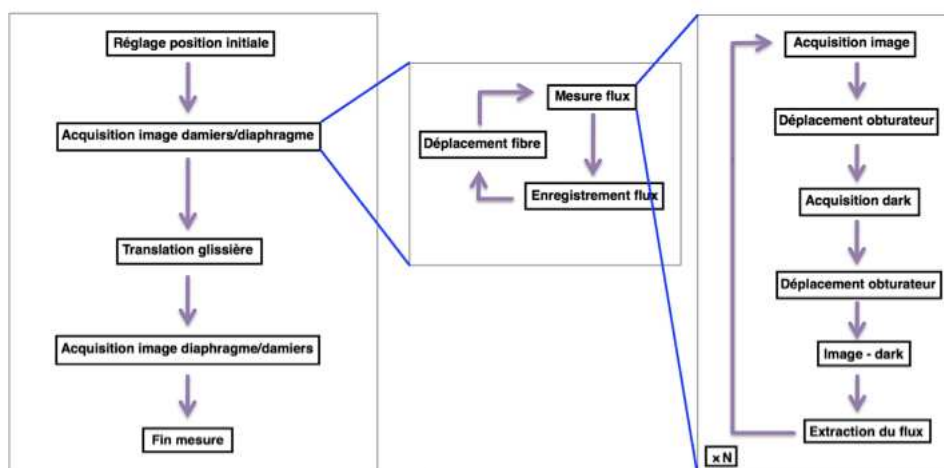 Réglage position initiale
Acquisition image damiers/diaphragme
Translation glissière
Acquisition image diaphragme/damiers
Fin mesure
Mesure flux
Déplacement fibre
Enregistrement flux
Acquisition image
Déplacement obturateur
Acquisition dark
Déplacement obturateur
Image - dark
Extraction du flux
x N